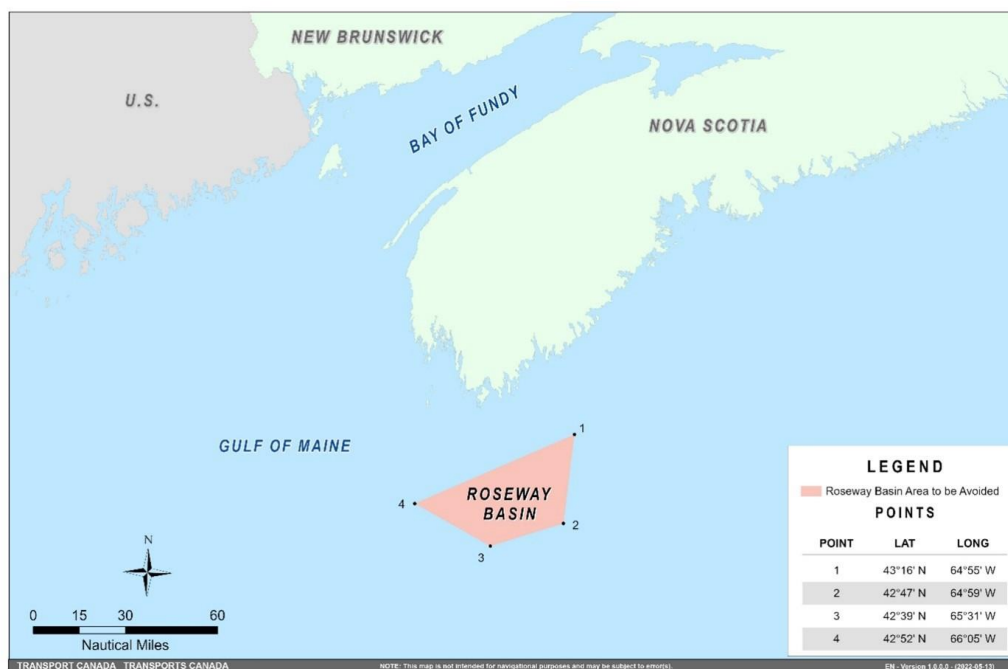 NEW BRUNSWICK
U.S.
BAY OF FUNDY
NOVA SCOTIA
GULF OF MAINE
1
ROSEWAY
BASIN
4
2
3
N
0 15 30 60
Nautical Miles
LEGEND
Roseway Basin Area to be Avoided
POINTS
POINT LAT LONG
1 43°16' N 64°55' W
2 42°47' N 64°59' W
3 42°39' N 65°31' W
4 42°52' N 66°05' W
TRANSPORT CANADA TRANSPORTS CANADA
NOTE: This map is not intended for navigational purposes and may be subject to error(s).
EN - Version 1.0.0.0 - (2022-05-13)